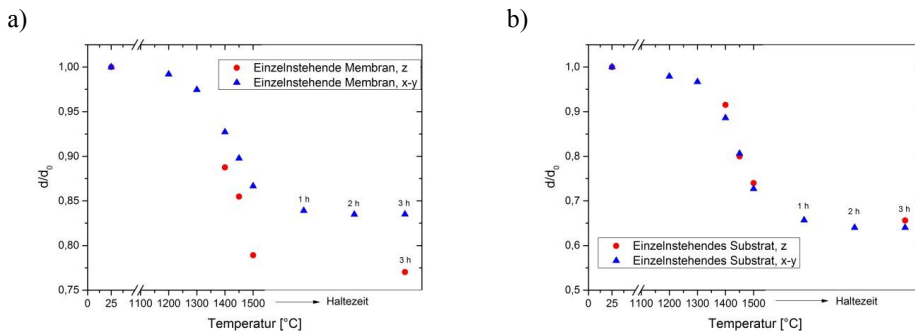 a)
b)
Einzelnstehende Membran, z
Einzelnstehende Membran, x-y
1,00
0,95
0,90
0,85
0,80
0,75
d/d0
1 h
2 h
3 h
3 h
0 25 1100 1200 1300 1400 1500
Haltezeit
Temperatur [°C]
1,0
0,9
0,8
0,7
0,6
0,5
d/d0
1 h
2 h
3 h
Einzelnstehendes Substrat, z
Einzelnstehendes Substrat, x-y
0 25 1100 1200 1300 1400 1500
Haltezeit
Temperatur [°C]